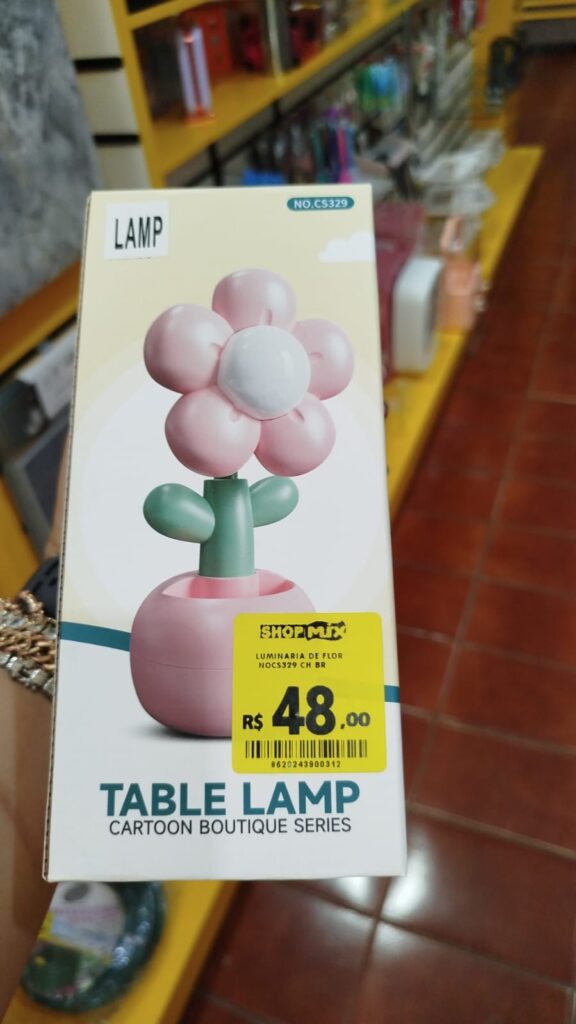 LAMP
NO.CS329
SHOP MIX
LUMINARIA DE FLOR
NOCS329 CH BR
R$ 48,00
8620243900312
TABLE LAMP
CARTOON BOUTIQUE SERIES